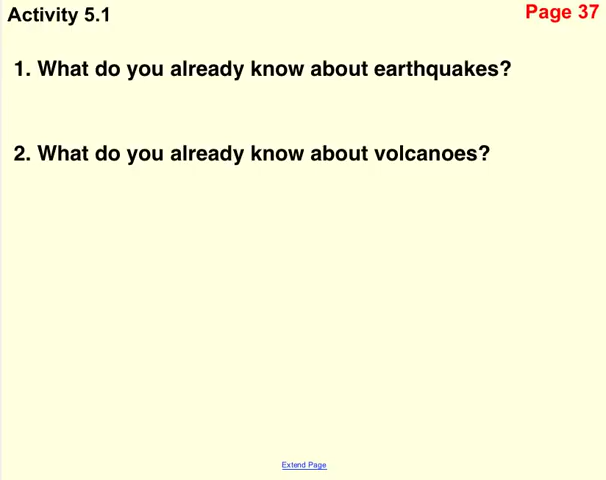 Activity 5.1
Page 37
1. What do you already know about earthquakes?
2. What do you already know about volcanoes?
Extend Page